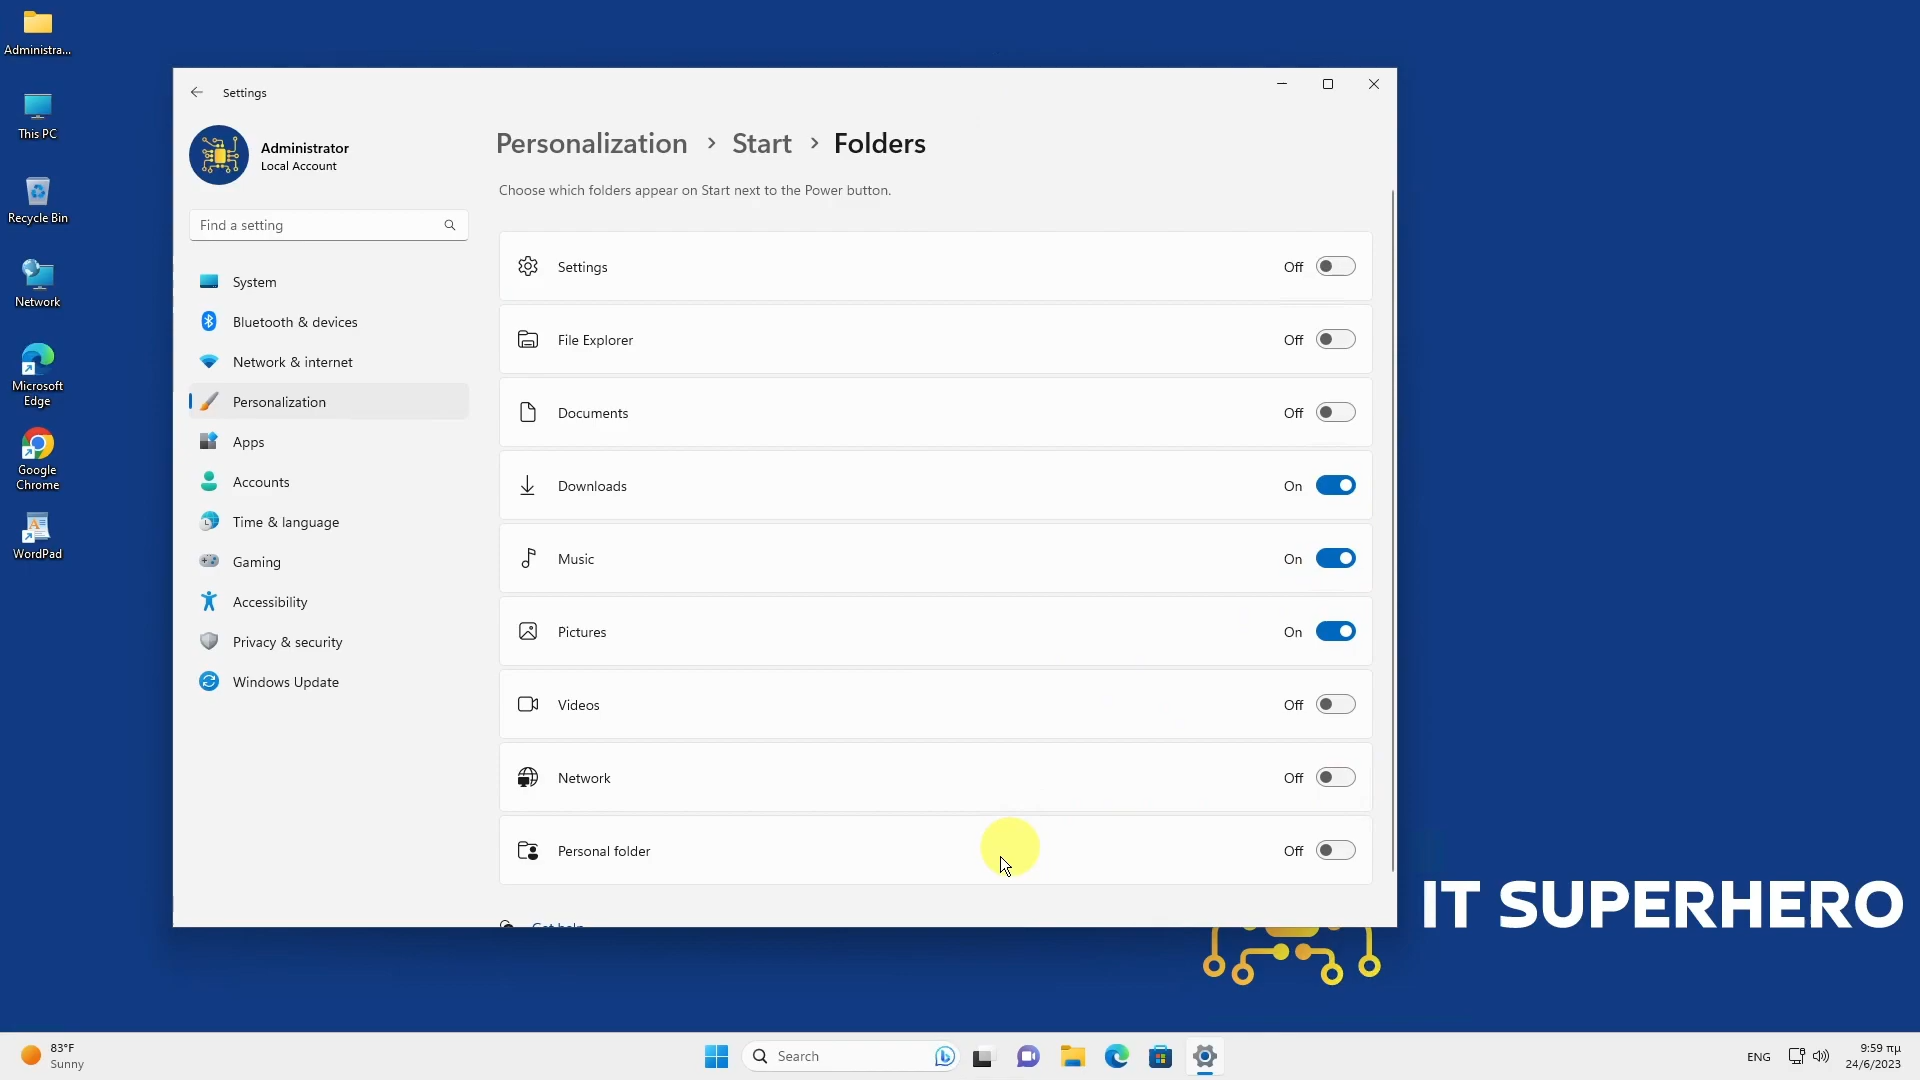 Administra...
This PC
Recycle Bin
Network
Microsoft
Edge
Google
Chrome
WordPad
Settings
Administrator
Local Account
Find a setting
System
Bluetooth & devices
Network & internet
Personalization
Apps
Accounts
Time & language
Gaming
Accessibility
Privacy & security
Windows Update
Personalization > Start > Folders
Choose which folders appear on Start next to the Power button.
Settings Off
File Explorer Off
Documents Off
Downloads On
Music On
Pictures On
Videos Off
Network Off
Personal folder Off
Get help
IT SUPERHERO
83°F
Sunny
Search
ENG
9:59 πμ
24/6/2023